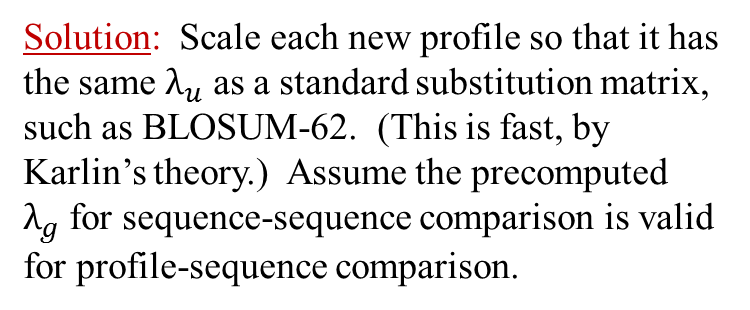 Solution:  Scale each new profile so that it has
the same λᵤ as a standard substitution matrix,
such as BLOSUM-62.  (This is fast, by
Karlin’s theory.)  Assume the precomputed
λg for sequence-sequence comparison is valid
for profile-sequence comparison.